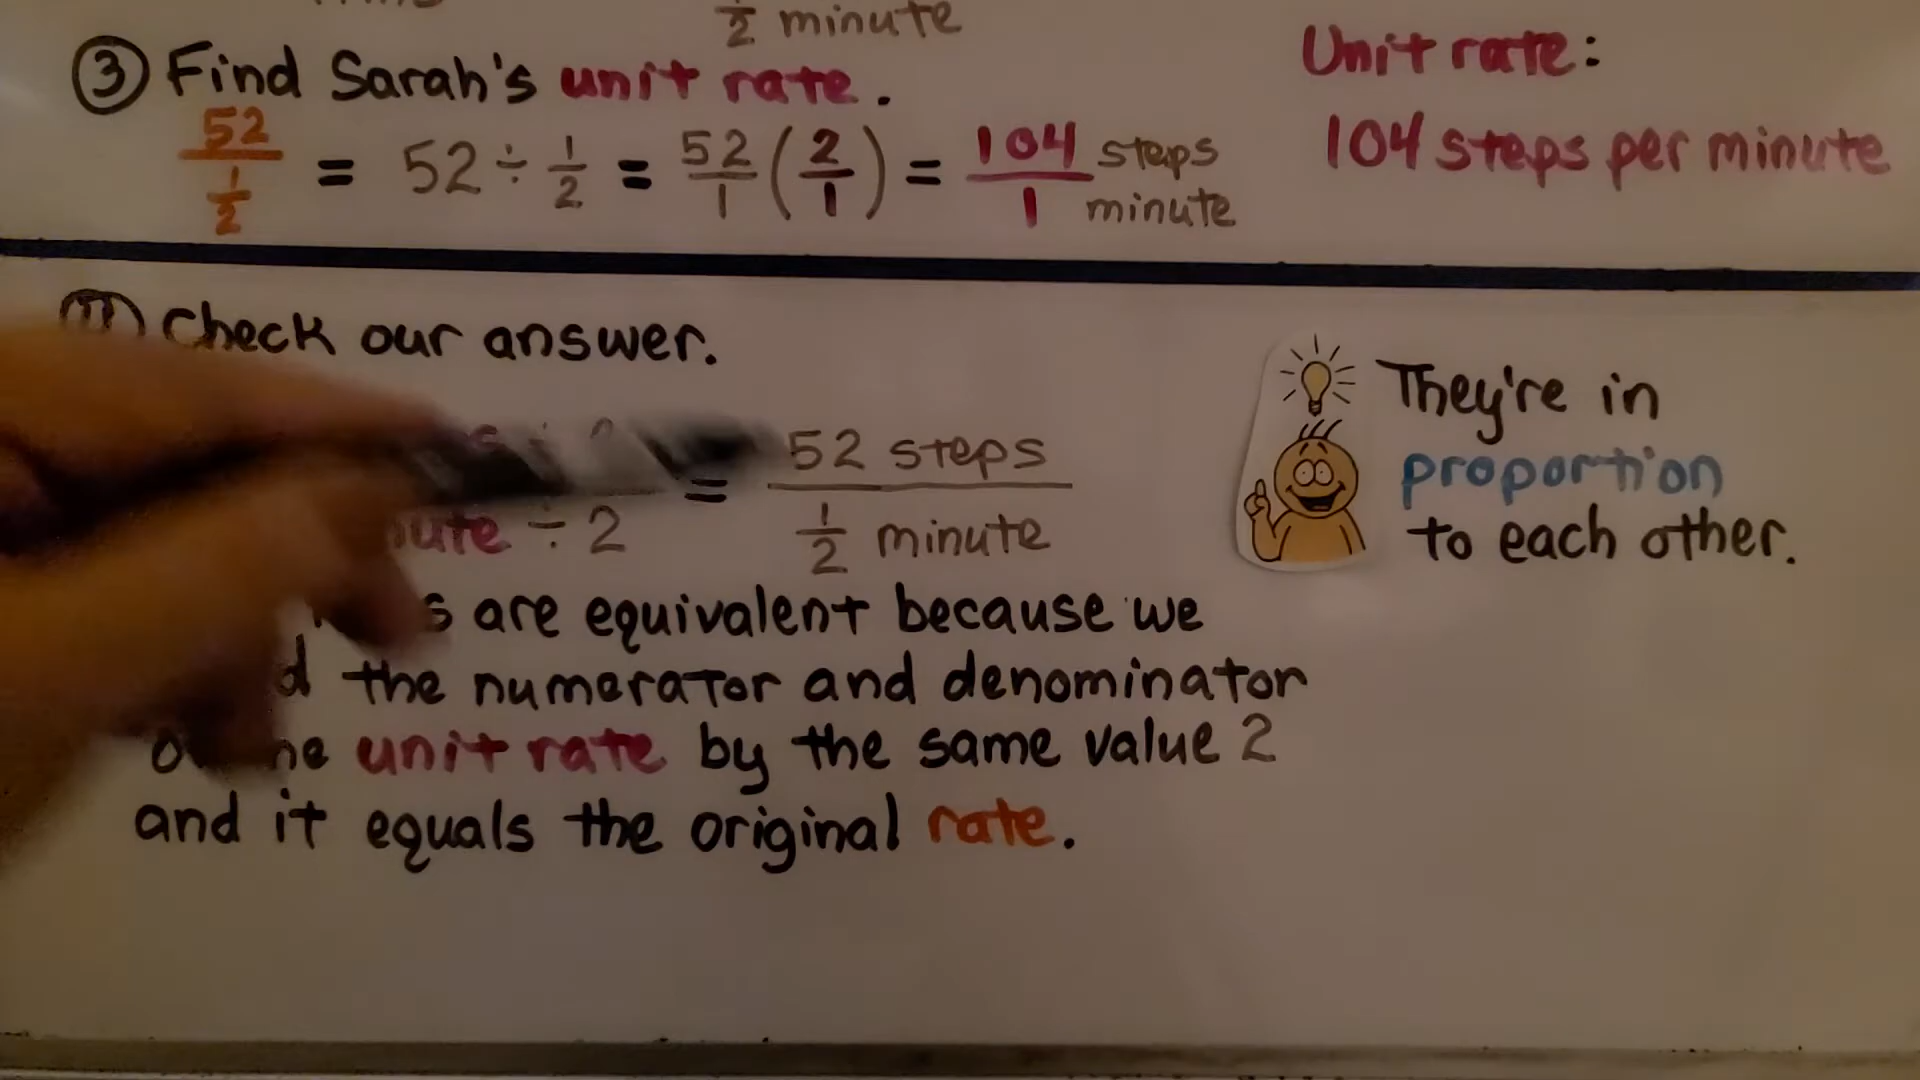 1/2 minute
③ Find Sarah's unit rate.
52/(1/2) = 52 ÷ 1/2 = 52/1 (2/1) = 104/1 steps minute
Unit rate:
104 steps per minute
Check our answer.
÷ 2 = 52 steps
÷ 2 1/2 minute
are equivalent because we
the numerator and denominator
unit rate by the same value 2
and it equals the original rate.
They're in
proportion
to each other.